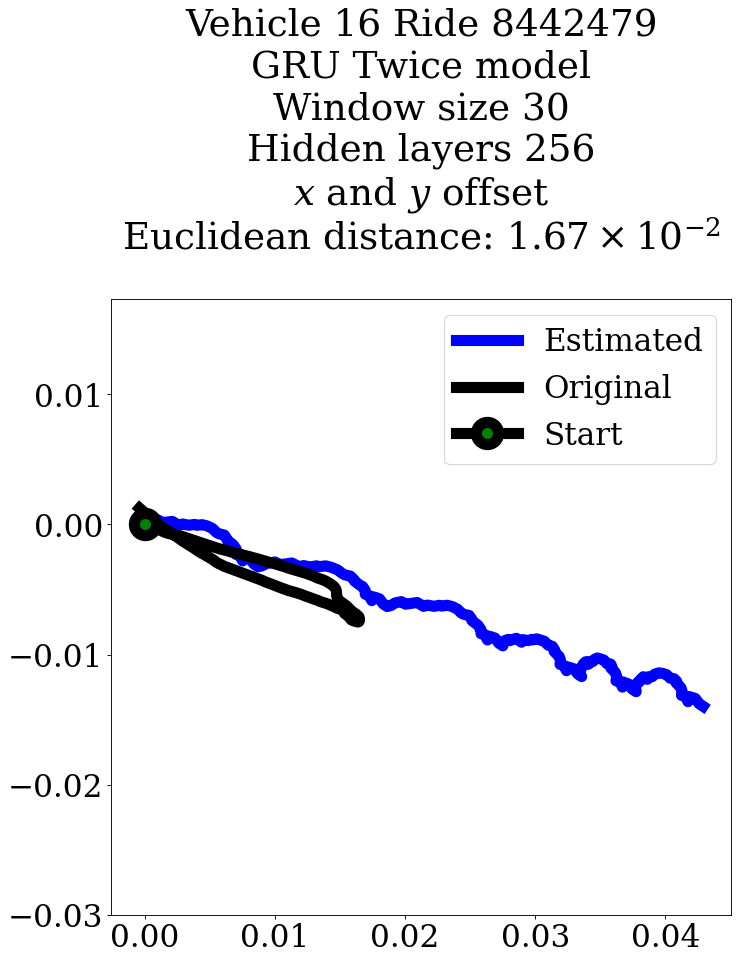 Vehicle 16 Ride 8442479
GRU Twice model
Window size 30
Hidden layers 256
x and y offset
Euclidean distance: 1.67 × 10⁻²
Estimated
Original
Start
0.01
0.00
−0.01
−0.02
−0.03
0.00 0.01 0.02 0.03 0.04